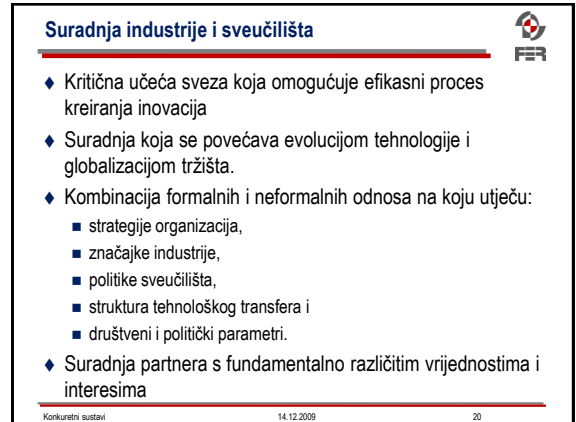 Suradnja industrije i sveučilišta
FER
Kritična učeća sveza koja omogućuje efikasni proces
kreiranja inovacija
Suradnja koja se povećava evolucijom tehnologije i
globalizacijom tržišta.
Kombinacija formalnih i neformalnih odnosa na koju utječu:
strategije organizacija,
značajke industrije,
politike sveučilišta,
struktura tehnološkog transfera i
društveni i politički parametri.
Suradnja partnera s fundamentalno različitim vrijednostima i
interesima
Konkuretni sustavi 14.12.2009 20